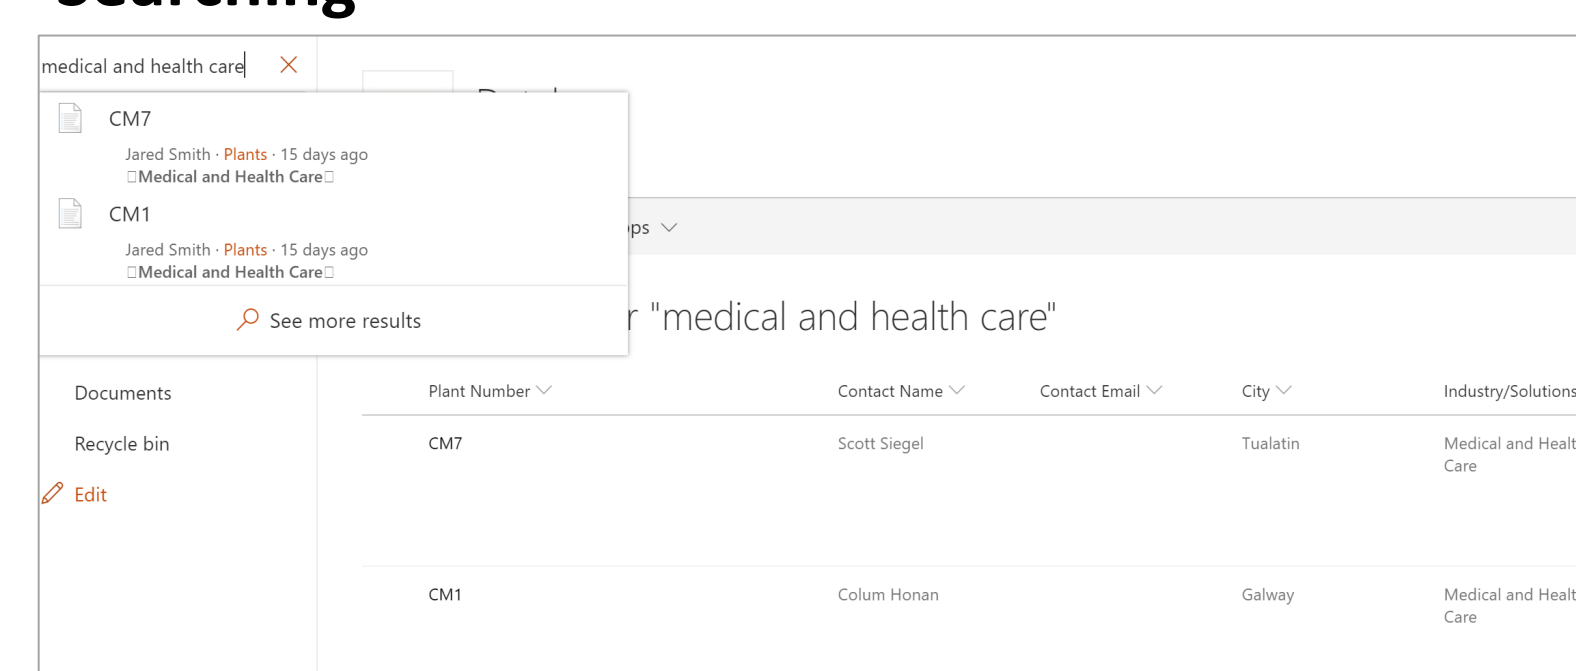 Searching
medical and health care
CM7
Jared Smith · Plants · 15 days ago
Medical and Health Care
CM1
Jared Smith · Plants · 15 days ago
Medical and Health Care
See more results
"medical and health care"
Documents
Recycle bin
Edit
Plant Number Contact Name Contact Email City Industry/Solutions
CM7 Scott Siegel Tualatin Medical and Healt
Care
CM1 Colum Honan Galway Medical and Healt
Care